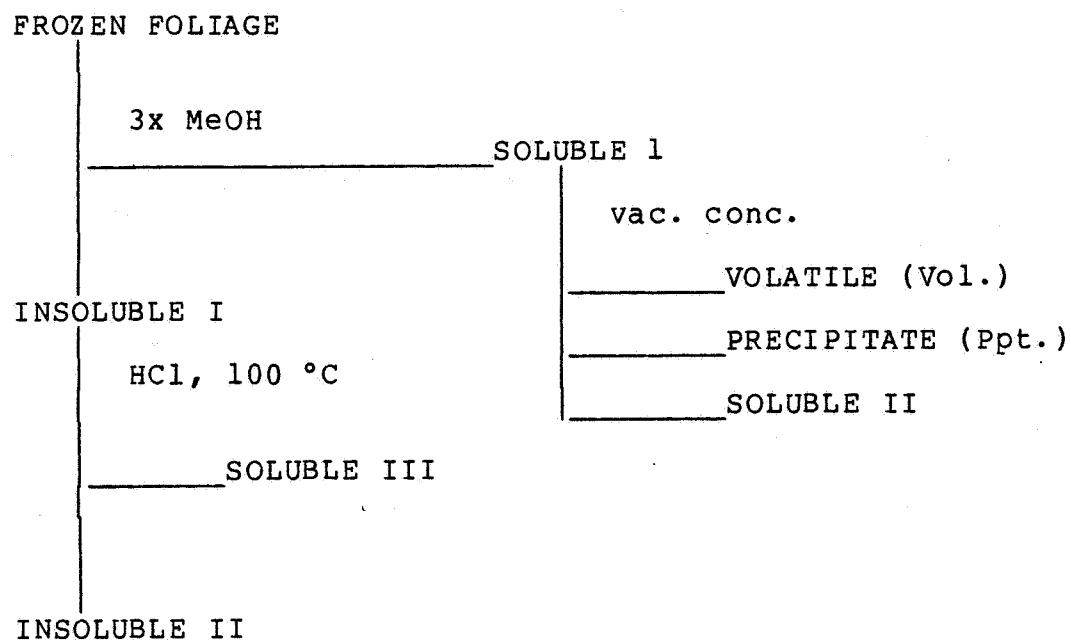 FROZEN FOLIAGE
3x MeOH
SOLUBLE 1
vac. conc.
VOLATILE (Vol.)
INSOLUBLE I
PRECIPITATE (Ppt.)
HCl, 100 °C
SOLUBLE II
SOLUBLE III
INSOLUBLE II